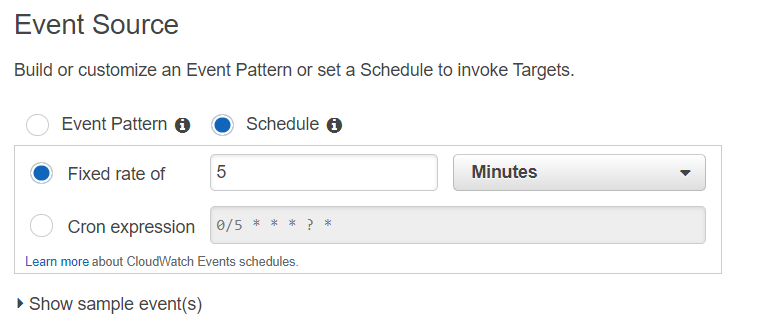 Event Source
Build or customize an Event Pattern or set a Schedule to invoke Targets.
Event Pattern Schedule
Fixed rate of 5 Minutes
Cron expression 0/5 * * * ? *
Learn more about CloudWatch Events schedules.
Show sample event(s)